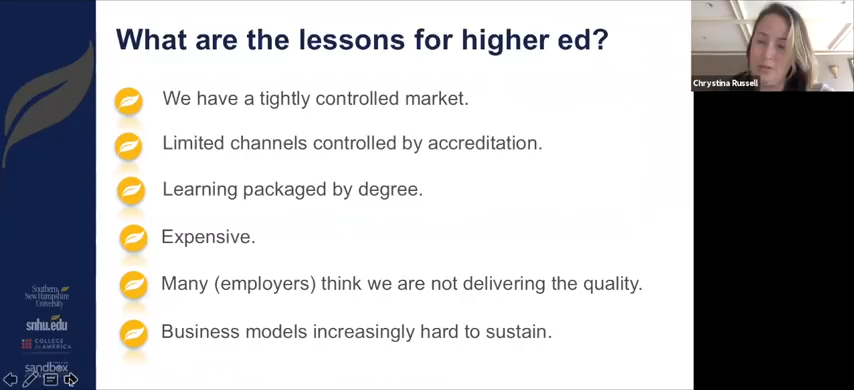 What are the lessons for higher ed?
We have a tightly controlled market.
Limited channels controlled by accreditation.
Learning packaged by degree.
Expensive.
Many (employers) think we are not delivering the quality.
Business models increasingly hard to sustain.
Chrystina Russell
Southern
New Hampshire
University
snhu.edu
COLLEGE
for AMERICA
sandbox